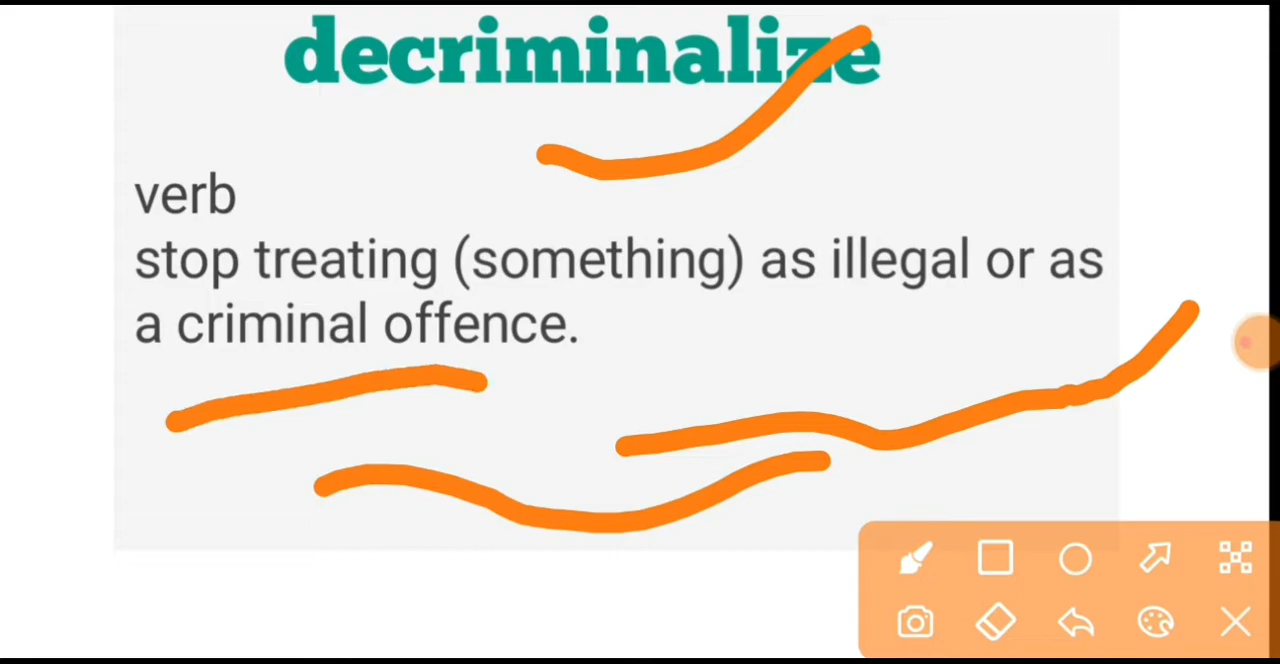 decriminalize
verb
stop treating (something) as illegal or as
a criminal offence.